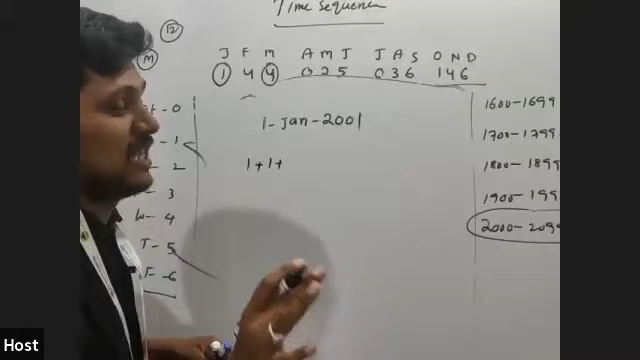 Time Sequence
12
M
J F M A M J J A S O N D
1 4 4 0 2 5 0 3 6 1 4 6
- 0
- 1
- 2
- 3
W - 4
T - 5
F - 6
1 - Jan - 2001
1 + 1 +
1600 - 1699
1700 - 1799
1800 - 1899
1900 - 199
2000 - 2099
Host